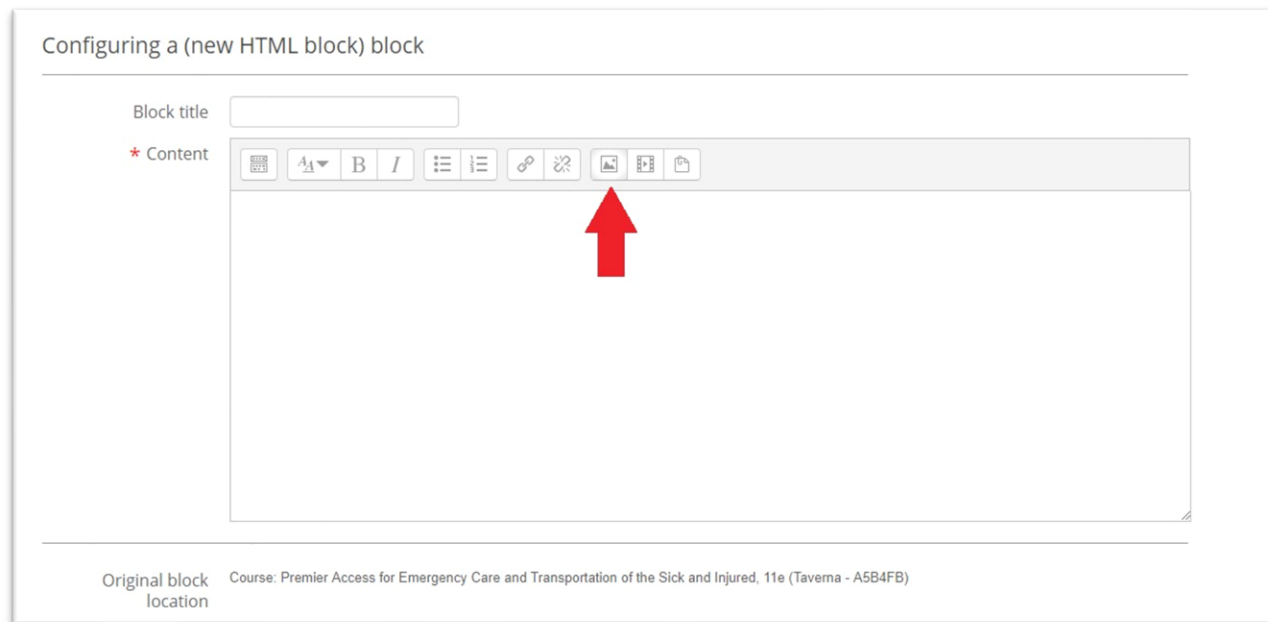 Configuring a (new HTML block) block
Block title
* Content
B I
Original block
location
Course: Premier Access for Emergency Care and Transportation of the Sick and Injured, 11e (Taverna - A5B4FB)